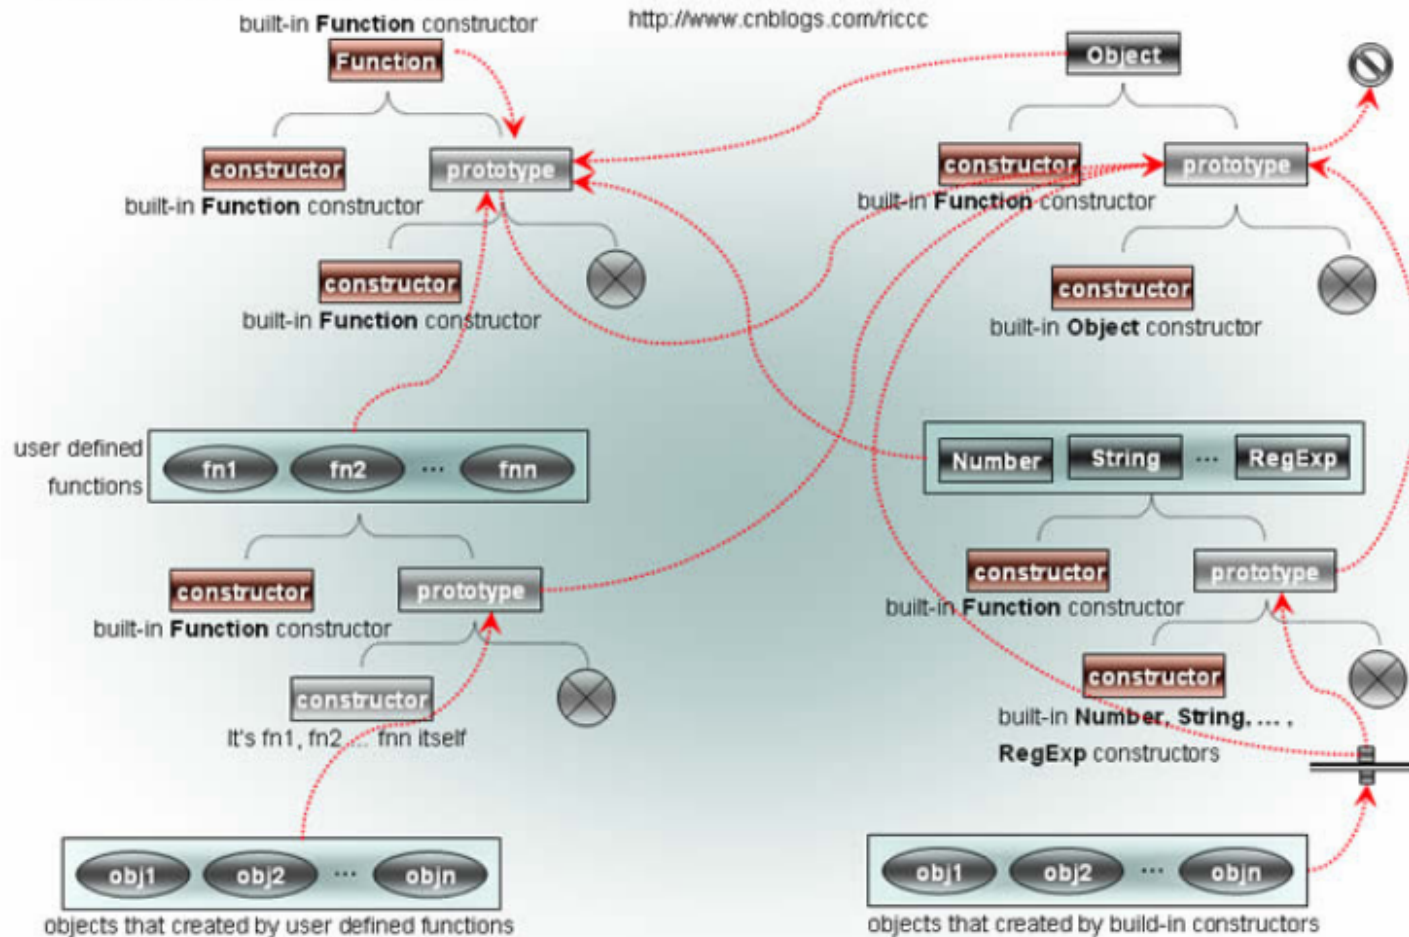 http://www.cnblogs.com/riccc
built-in Function constructor
Function
constructor
prototype
built-in Function constructor
constructor
built-in Function constructor
Object
constructor
prototype
built-in Function constructor
constructor
built-in Object constructor
user defined
functions
fn1 fn2 ... fnn
constructor
prototype
built-in Function constructor
constructor
It's fn1, fn2 ... fnn itself
obj1 obj2 ... objn
objects that created by user defined functions
Number String ... RegExp
constructor
prototype
built-in Function constructor
constructor
built-in Number, String, ... ,
RegExp constructors
obj1 obj2 ... objn
objects that created by build-in constructors